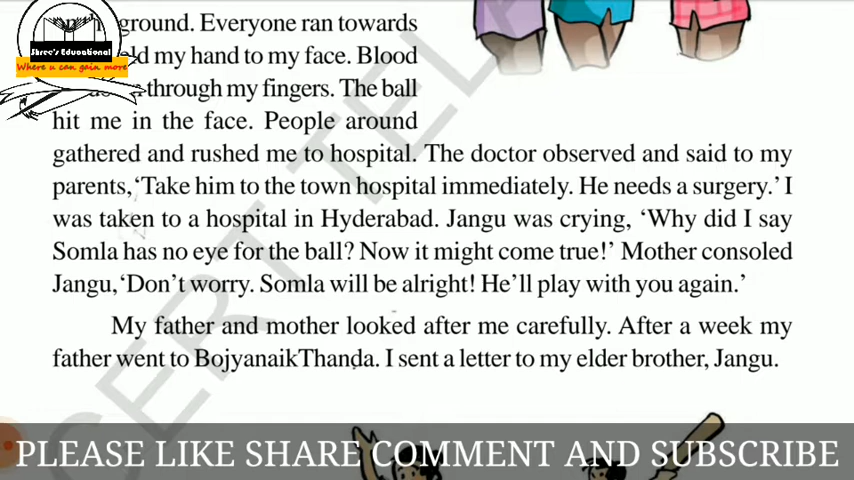 Shree's Educational
Where u can gain more
ground. Everyone ran towards
my hand to my face. Blood
through my fingers. The ball
hit me in the face. People around
gathered and rushed me to hospital. The doctor observed and said to my
parents,‘Take him to the town hospital immediately. He needs a surgery.’ I
was taken to a hospital in Hyderabad. Jangu was crying, ‘Why did I say
Somla has no eye for the ball? Now it might come true!’ Mother consoled
Jangu,‘Don’t worry. Somla will be alright! He’ll play with you again.’
My father and mother looked after me carefully. After a week my
father went to BojyanaikThanda. I sent a letter to my elder brother, Jangu.
CERT TELA
PLEASE LIKE SHARE COMMENT AND SUBSCRIBE